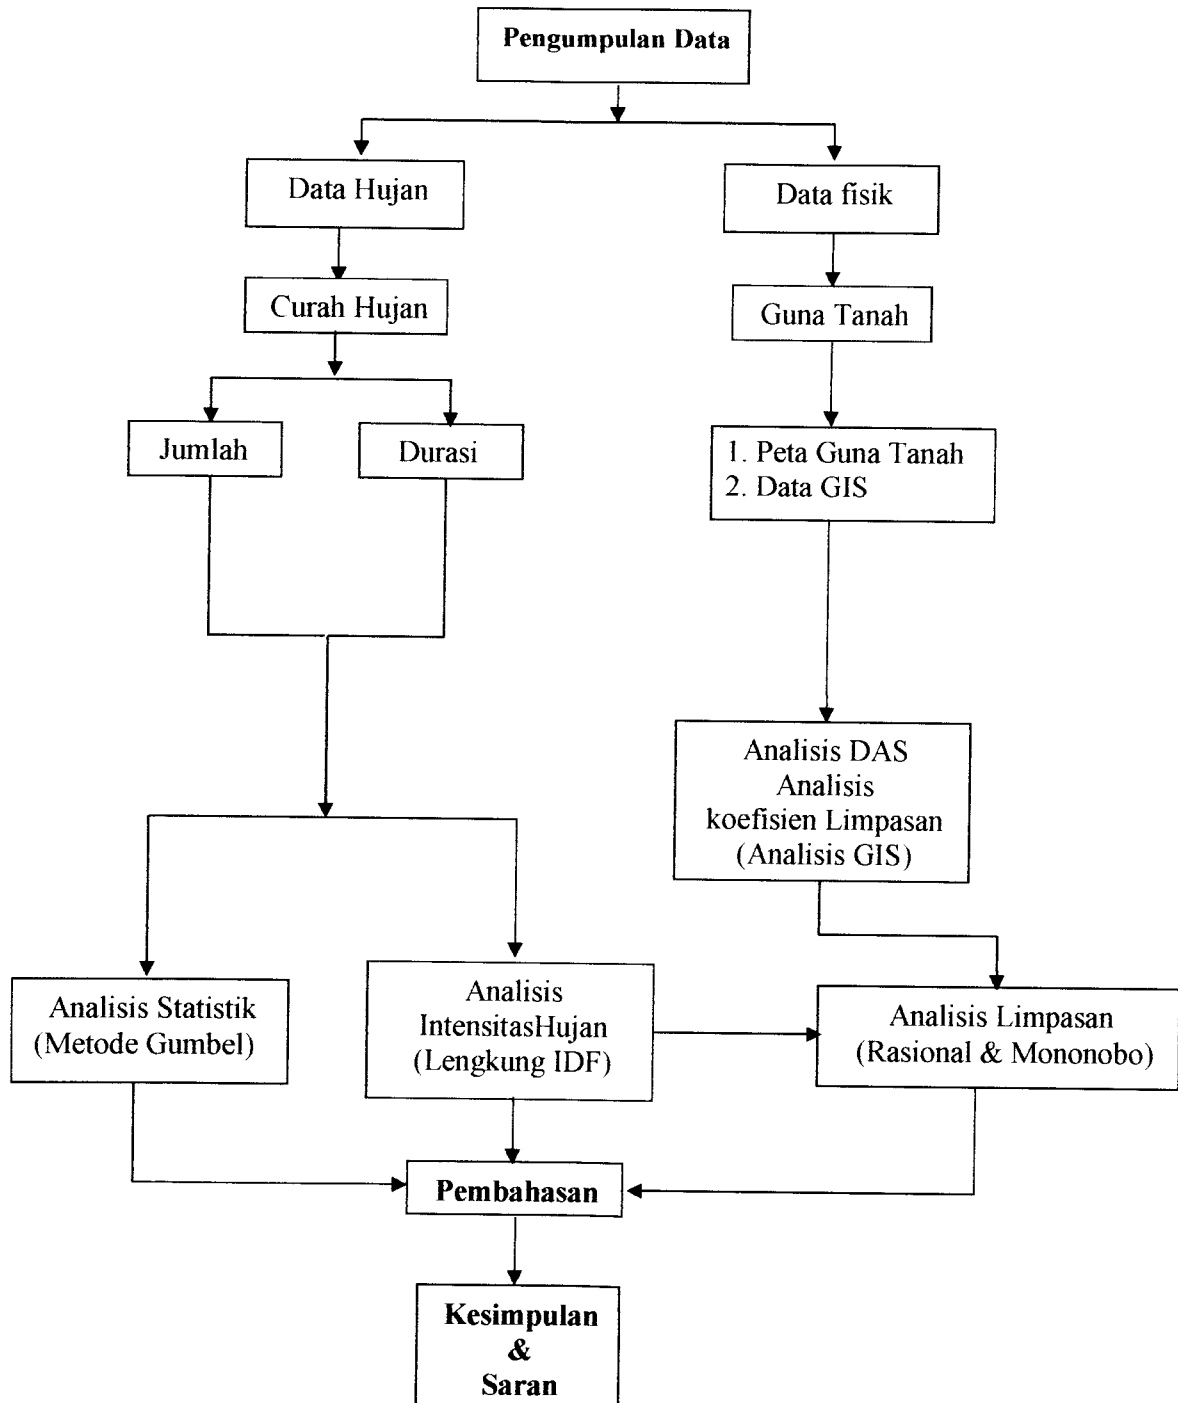 Pengumpulan Data
Data Hujan
Data fisik
Curah Hujan
Guna Tanah
Jumlah
Durasi
1. Peta Guna Tanah
2. Data GIS
Analisis DAS
Analisis
koefisien Limpasan
(Analisis GIS)
Analisis Statistik
(Metode Gumbel)
Analisis
IntensitasHujan
(Lengkung IDF)
Analisis Limpasan
(Rasional & Mononobo)
Pembahasan
Kesimpulan
&
Saran